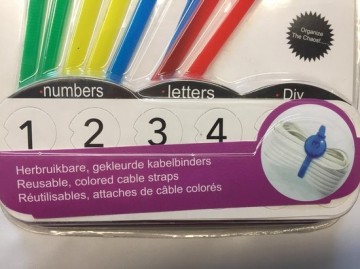 Organize
The Chaos!
numbers
letters
Diy
1 2 3 4
Herbruikbare, gekleurde kabelbinders
Reusable, colored cable straps
Réutilisables, attaches de câble colorés